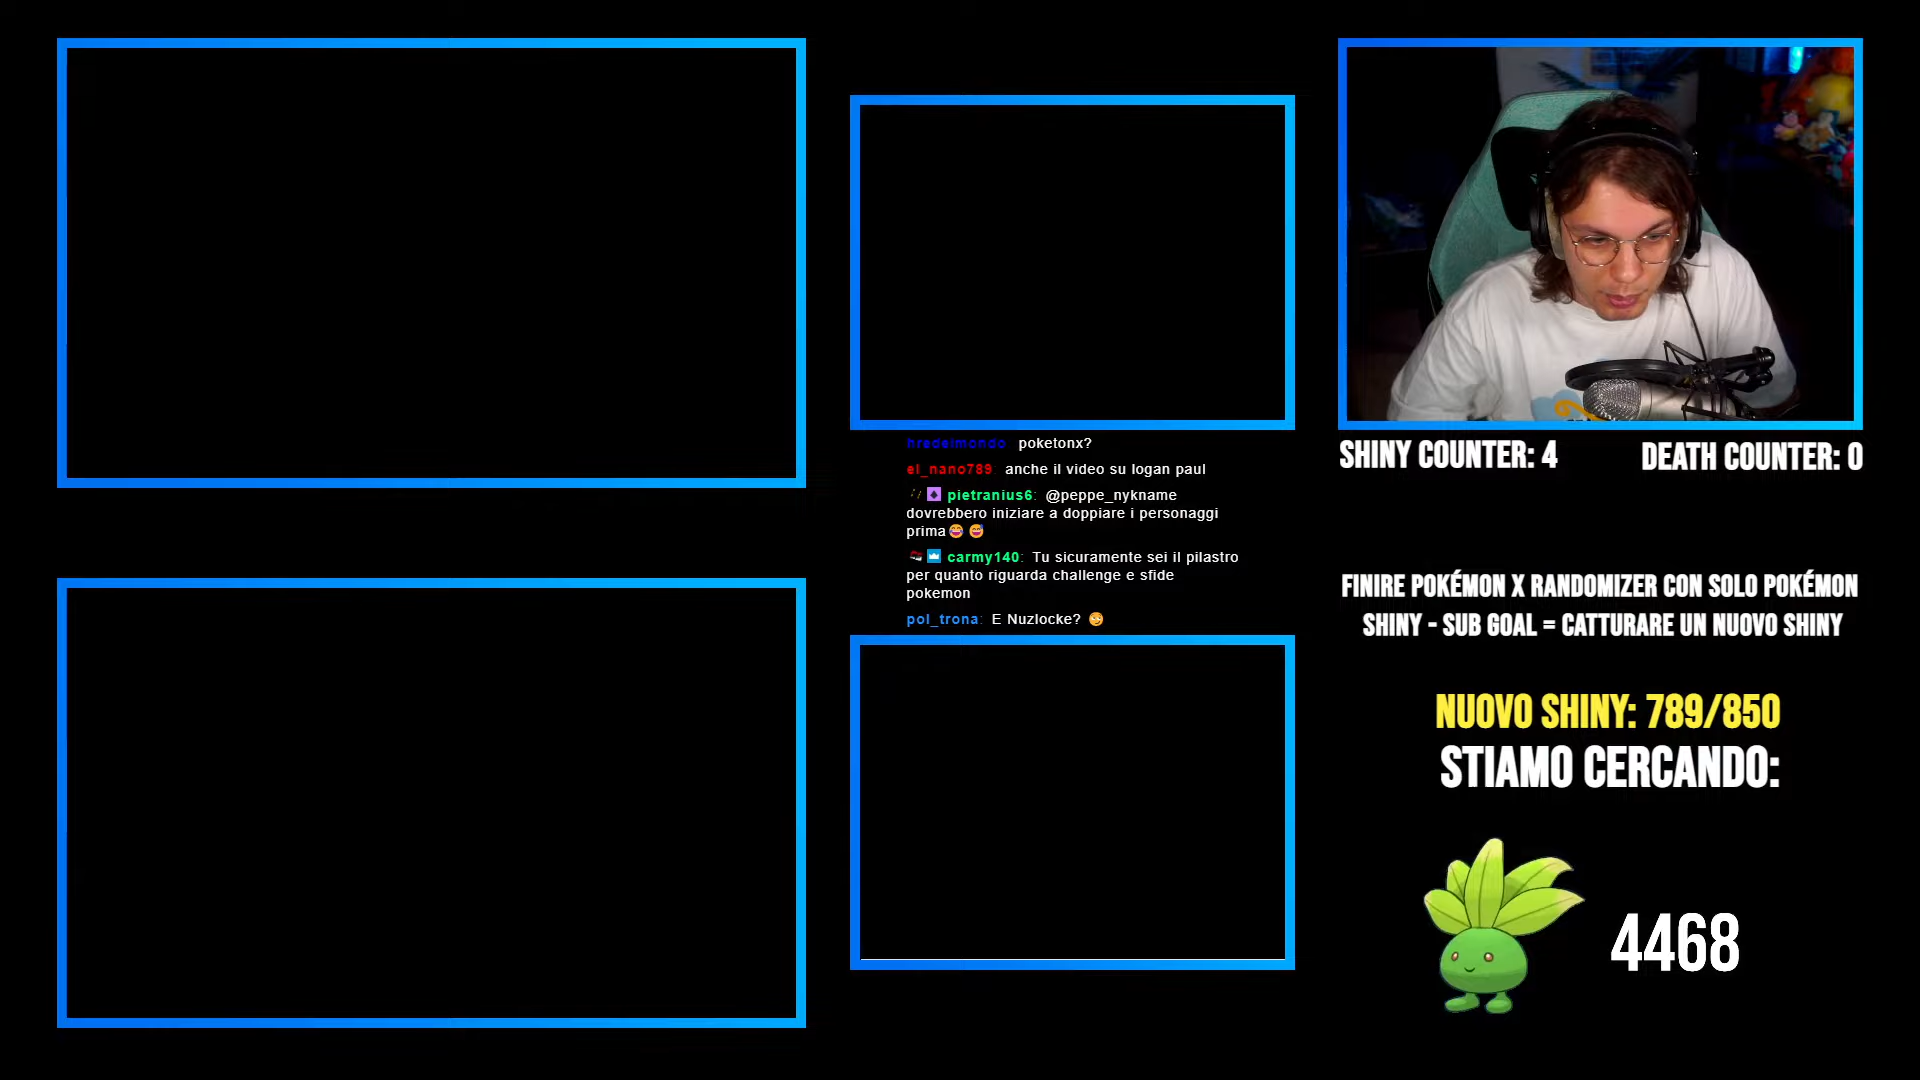 hredelmondo poketonx?
el_nano789 anche il video su logan paul
pietranius6: @peppe_nykname
dovrebbero iniziare a doppiare i personaggi
prima
carmy140: Tu sicuramente sei il pilastro
per quanto riguarda challenge e sfide
pokemon
pol_trona: E Nuzlocke?
SHINY COUNTER: 4
DEATH COUNTER: 0
FINIRE POKÉMON X RANDOMIZER CON SOLO POKÉMON
SHINY - SUB GOAL = CATTURARE UN NUOVO SHINY
NUOVO SHINY: 789/850
STIAMO CERCANDO:
4468